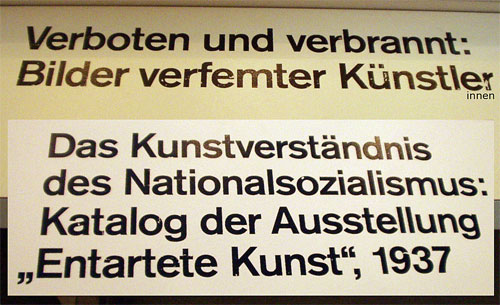 Verboten und verbrannt:
Bilder verfemter Künstler
innen
Das Kunstverständnis
des Nationalsozialismus:
Katalog der Ausstellung
„Entartete Kunst“, 1937